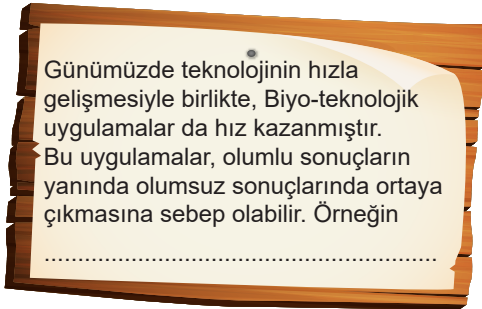 Günümüzde teknolojinin hızla
gelişmesiyle birlikte, Biyo-teknolojik
uygulamalar da hız kazanmıştır.
Bu uygulamalar, olumlu sonuçların
yanında olumsuz sonuçlarında ortaya
çıkmasına sebep olabilir. Örneğin
..........................................................